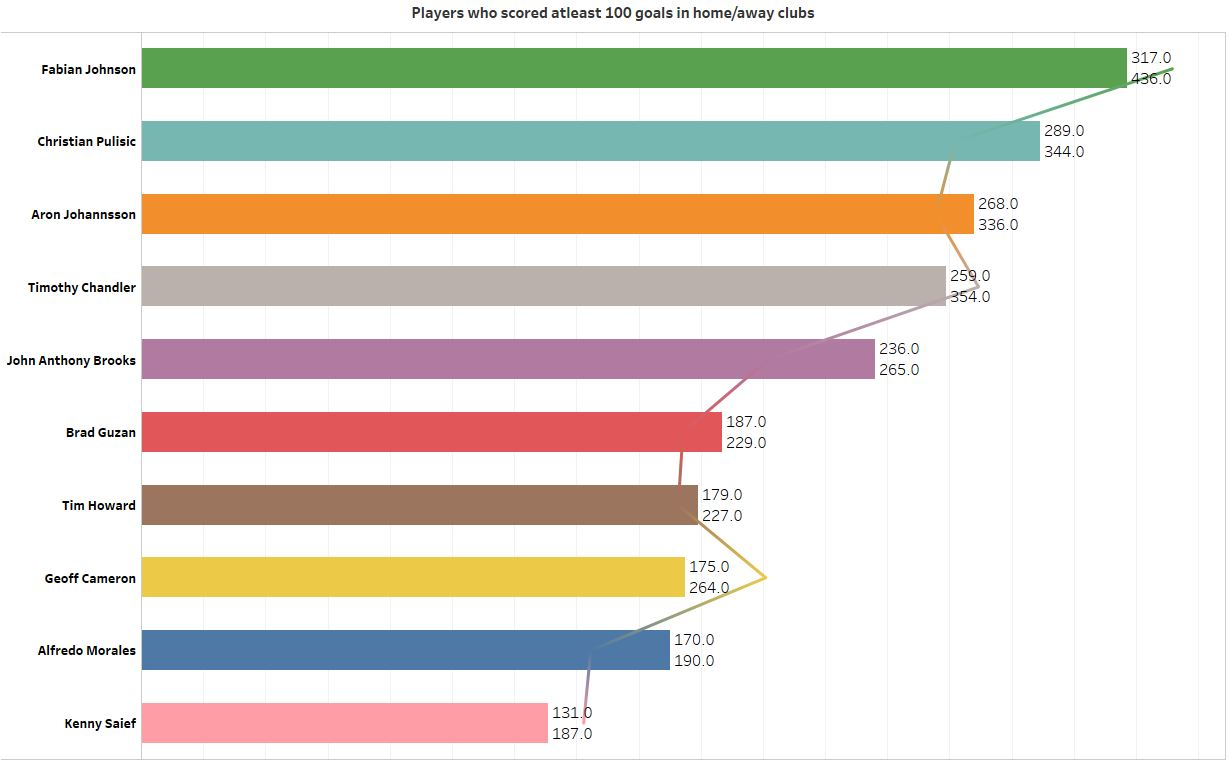 Players who scored atleast 100 goals in home/away clubs
Fabian Johnson
317.0
436.0
Christian Pulisic
289.0
344.0
Aron Johannsson
268.0
336.0
Timothy Chandler
259.0
354.0
John Anthony Brooks
236.0
265.0
Brad Guzan
187.0
229.0
Tim Howard
179.0
227.0
Geoff Cameron
175.0
264.0
Alfredo Morales
170.0
190.0
Kenny Saief
131.0
187.0